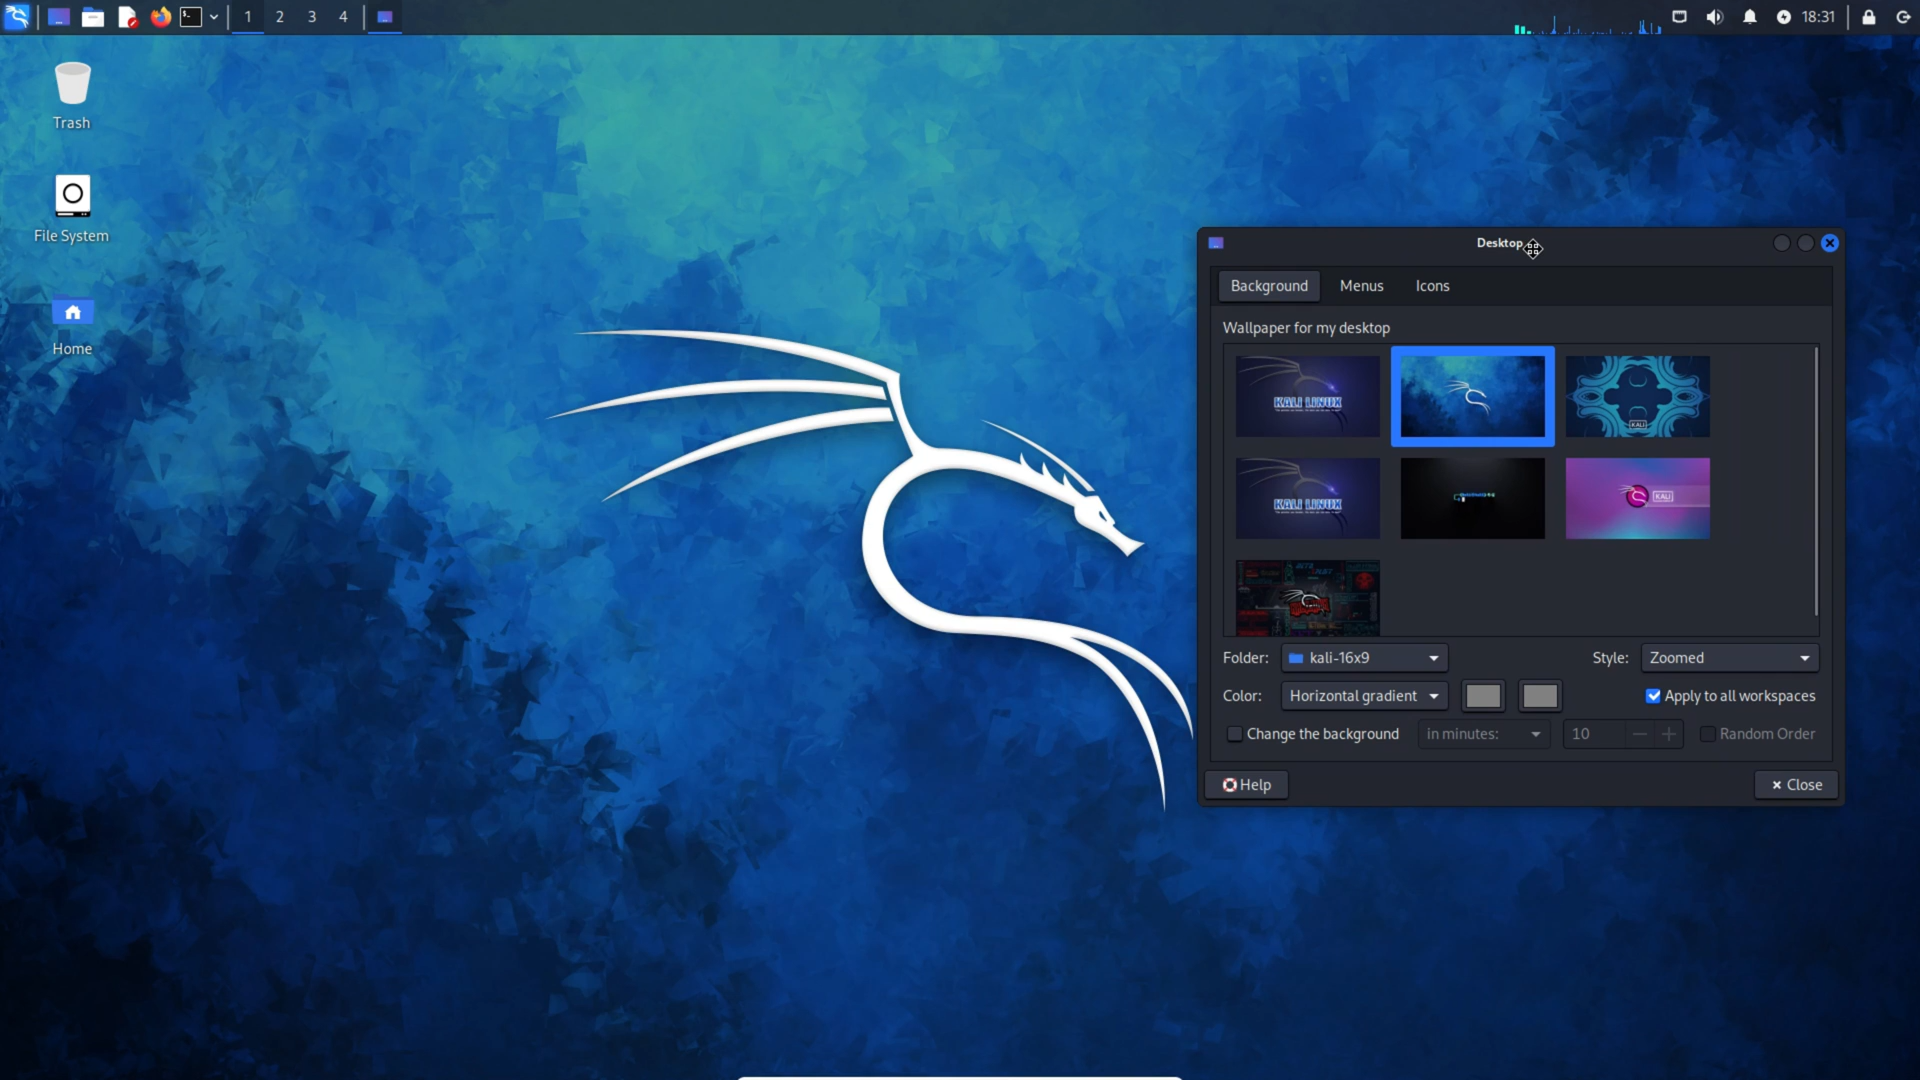 1 2 3 4
18:31
Trash
File System
Home
Desktop
Background Menus Icons
Wallpaper for my desktop
KALI LINUX
KALI
KALI LINUX
KALI
Folder: kali-16x9 Style: Zoomed
Color: Horizontal gradient Apply to all workspaces
Change the background in minutes: 10 Random Order
Help Close